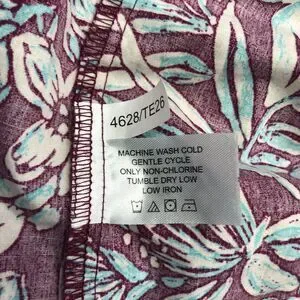 4628/TE26
MACHINE WASH COLD
GENTLE CYCLE
ONLY NON-CHLORINE
TUMBLE DRY LOW
LOW IRON